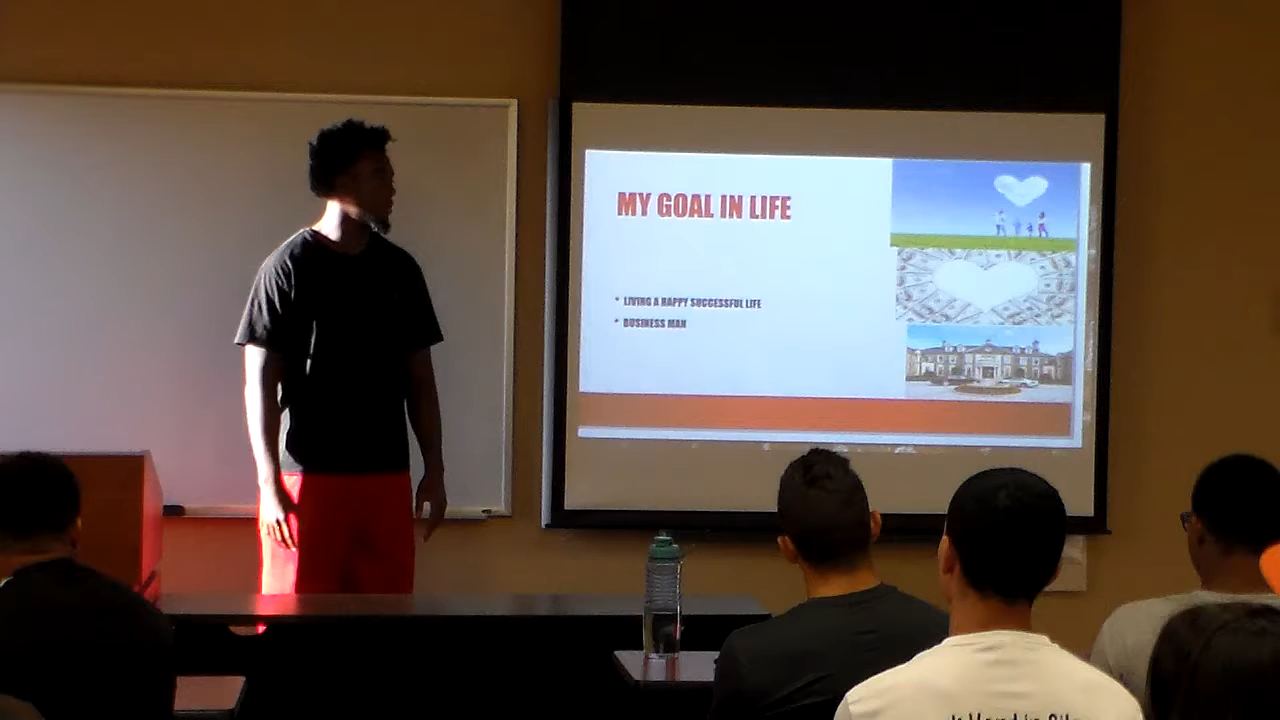 MY GOAL IN LIFE
* LIVING A HAPPY SUCCESSFUL LIFE
* BUSINESS MAN